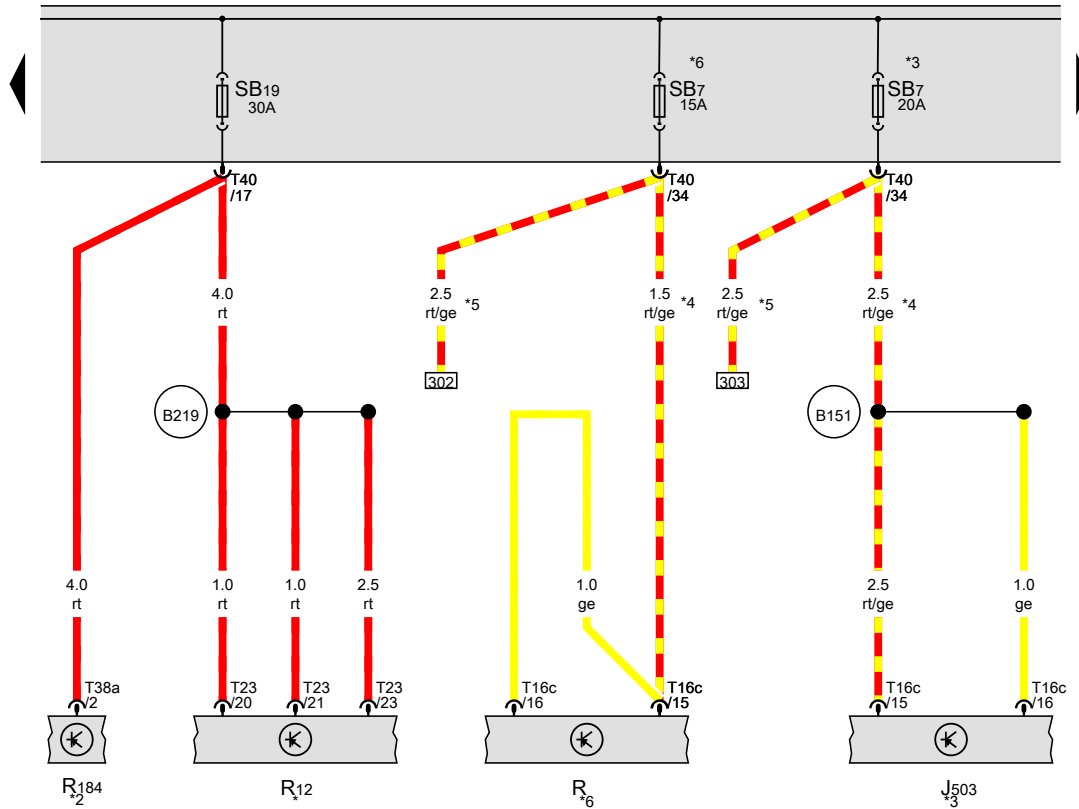 *6
*3
SB19
30A
SB7
15A
SB7
20A
T40
/17
T40
/34
T40
/34
4.0
rt
2.5
rt/ge
*5
1.5
rt/ge
*4
2.5
rt/ge
*5
2.5
rt/ge
*4
302
303
B219
B151
4.0
rt
1.0
rt
1.0
rt
2.5
rt
1.0
ge
2.5
rt/ge
1.0
ge
T38a
/2
T23
/20
T23
/21
T23
/23
T16c
/16
T16c
/15
T16c
/15
T16c
/16
R184
*2
R12
*
R
*6
J503
*3